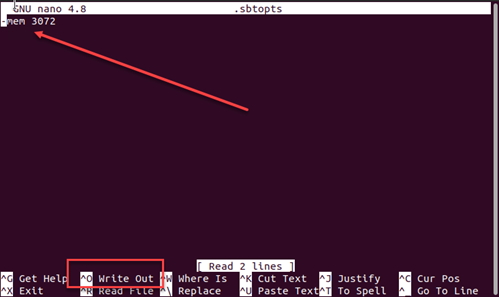 GNU nano 4.8 .sbtopts
-mem 3072
[ Read 2 lines ]
^G Get Help ^O Write Out ^W Where Is ^K Cut Text ^J Justify ^C Cur Pos
^X Exit ^R Read File ^\ Replace ^U Paste Text ^T To Spell ^ Go To Line